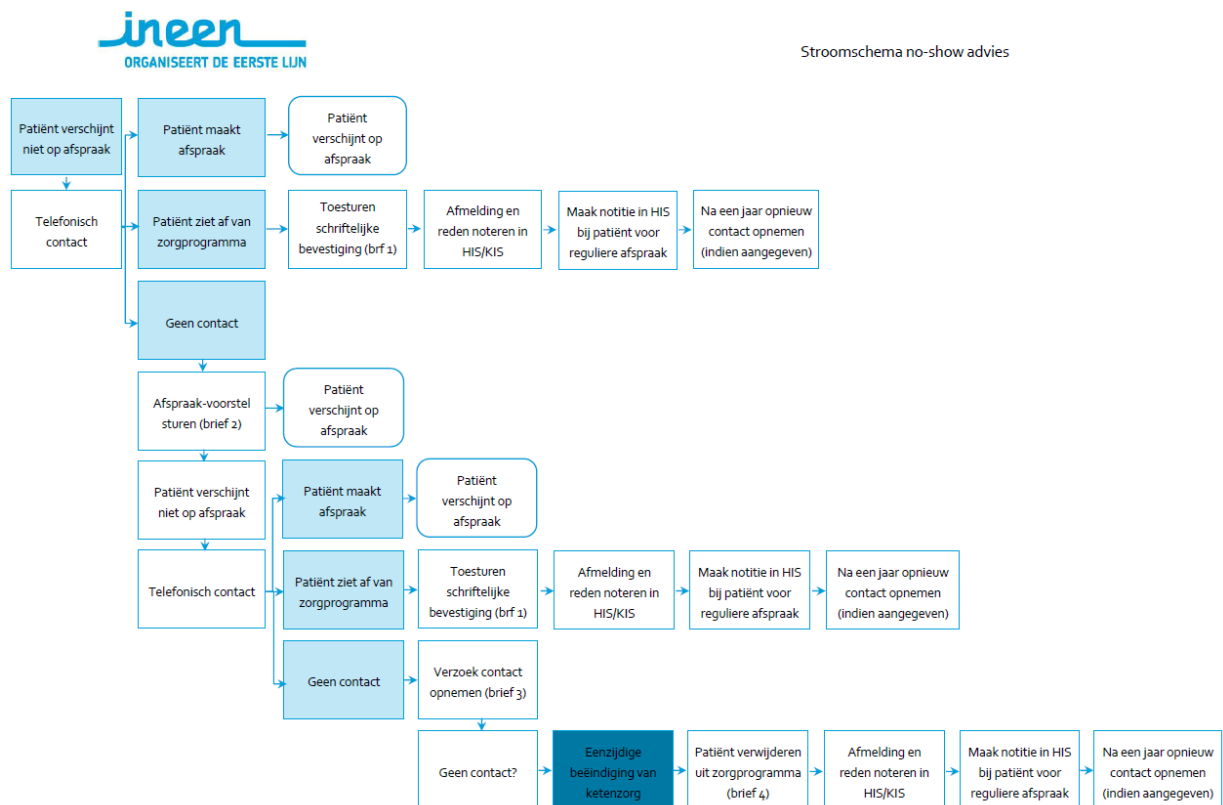 ineen
ORGANISEERT DE EERSTE LIJN
Stroomschema no-show advies
Patiënt verschijnt
niet op afspraak
Patiënt maakt
afspraak
Patiënt
verschijnt op
afspraak
Telefonisch
contact
Patiënt ziet af van
zorgprogramma
Toesturen
schriftelijke
bevestiging (brf 1)
Afmelding en
reden noteren in
HIS/KIS
Maak notitie in HIS
bij patiënt voor
reguliere afspraak
Na een jaar opnieuw
contact opnemen
(indien aangegeven)
Geen contact
Afspraak-voorstel
sturen (brief 2)
Patiënt
verschijnt op
afspraak
Patiënt verschijnt
niet op afspraak
Patiënt maakt
afspraak
Patiënt
verschijnt op
afspraak
Telefonisch contact
Patiënt ziet af van
zorgprogramma
Toesturen
schriftelijke
bevestiging (brf 1)
Afmelding en
reden noteren in
HIS/KIS
Maak notitie in HIS
bij patiënt voor
reguliere afspraak
Na een jaar opnieuw
contact opnemen
(indien aangegeven)
Geen contact
Verzoek contact
opnemen (brief 3)
Geen contact?
Eenzijdige
beëindiging van
ketenzorg
Patiënt verwijderen
uit zorgprogramma
(brief 4)
Afmelding en
reden noteren in
HIS/KIS
Maak notitie in HIS
bij patiënt voor
reguliere afspraak
Na een jaar opnieuw
contact opnemen
(indien aangegeven)